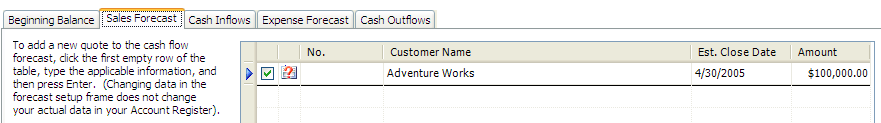 Beginning Balance Sales Forecast Cash Inflows Expense Forecast Cash Outflows
To add a new quote to the cash flow
forecast, click the first empty row of the
table, type the applicable information, and
then press Enter. (Changing data in the
forecast setup frame does not change
your actual data in your Account Register).
No. Customer Name Est. Close Date Amount
Adventure Works 4/30/2005 $100,000.00